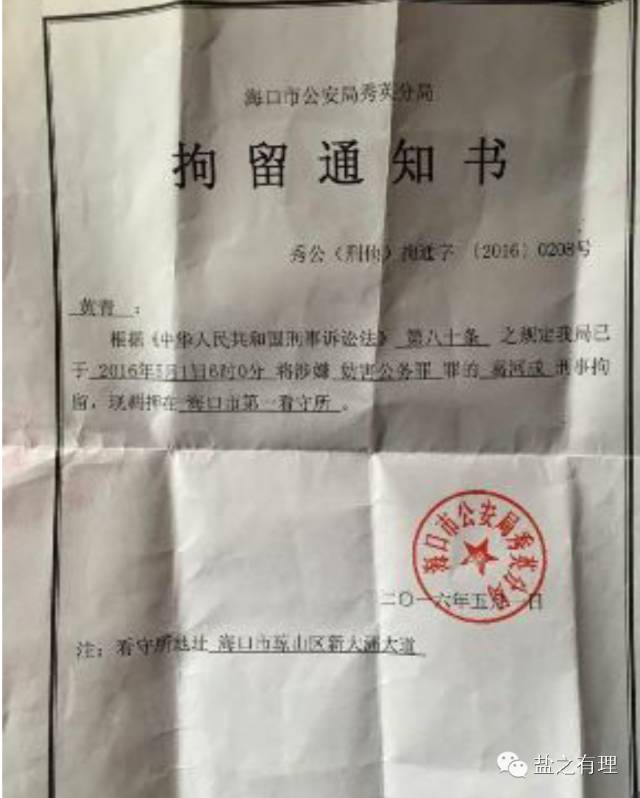 海口市公安局秀英分局
拘留通知书
秀公（刑侦）拘通字〔2016〕0208号
黄青：
根据《中华人民共和国刑事诉讼法》第八十条之规定我局已
于2016年5月1日6时0分将涉嫌妨害公务罪罪的 刑事拘
留，现羁押在海口市第一看守所。
海口市公安局秀英分局
二〇一六年五月一日
注：看守所地址海口市琼山区新大洲大道
盐之有理